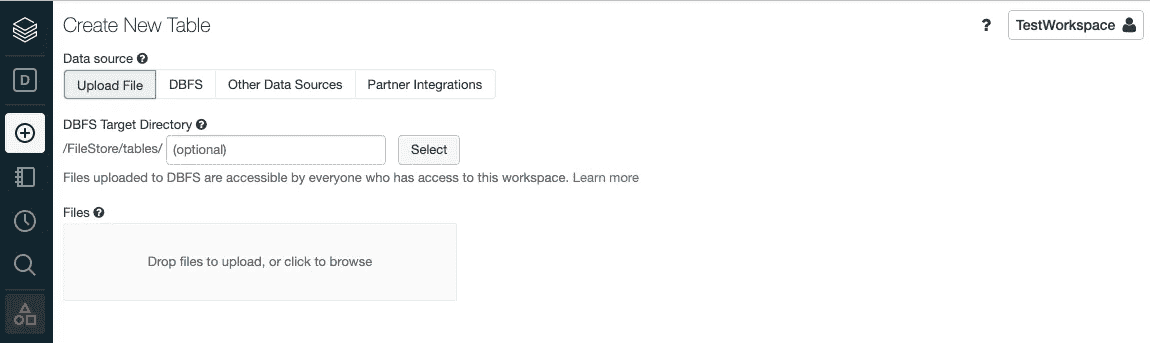 Create New Table
? TestWorkspace
Data source ?
D
Upload File DBFS Other Data Sources Partner Integrations
DBFS Target Directory ?
/FileStore/tables/ (optional) Select
Files uploaded to DBFS are accessible by everyone who has access to this workspace. Learn more
Files ?
Drop files to upload, or click to browse